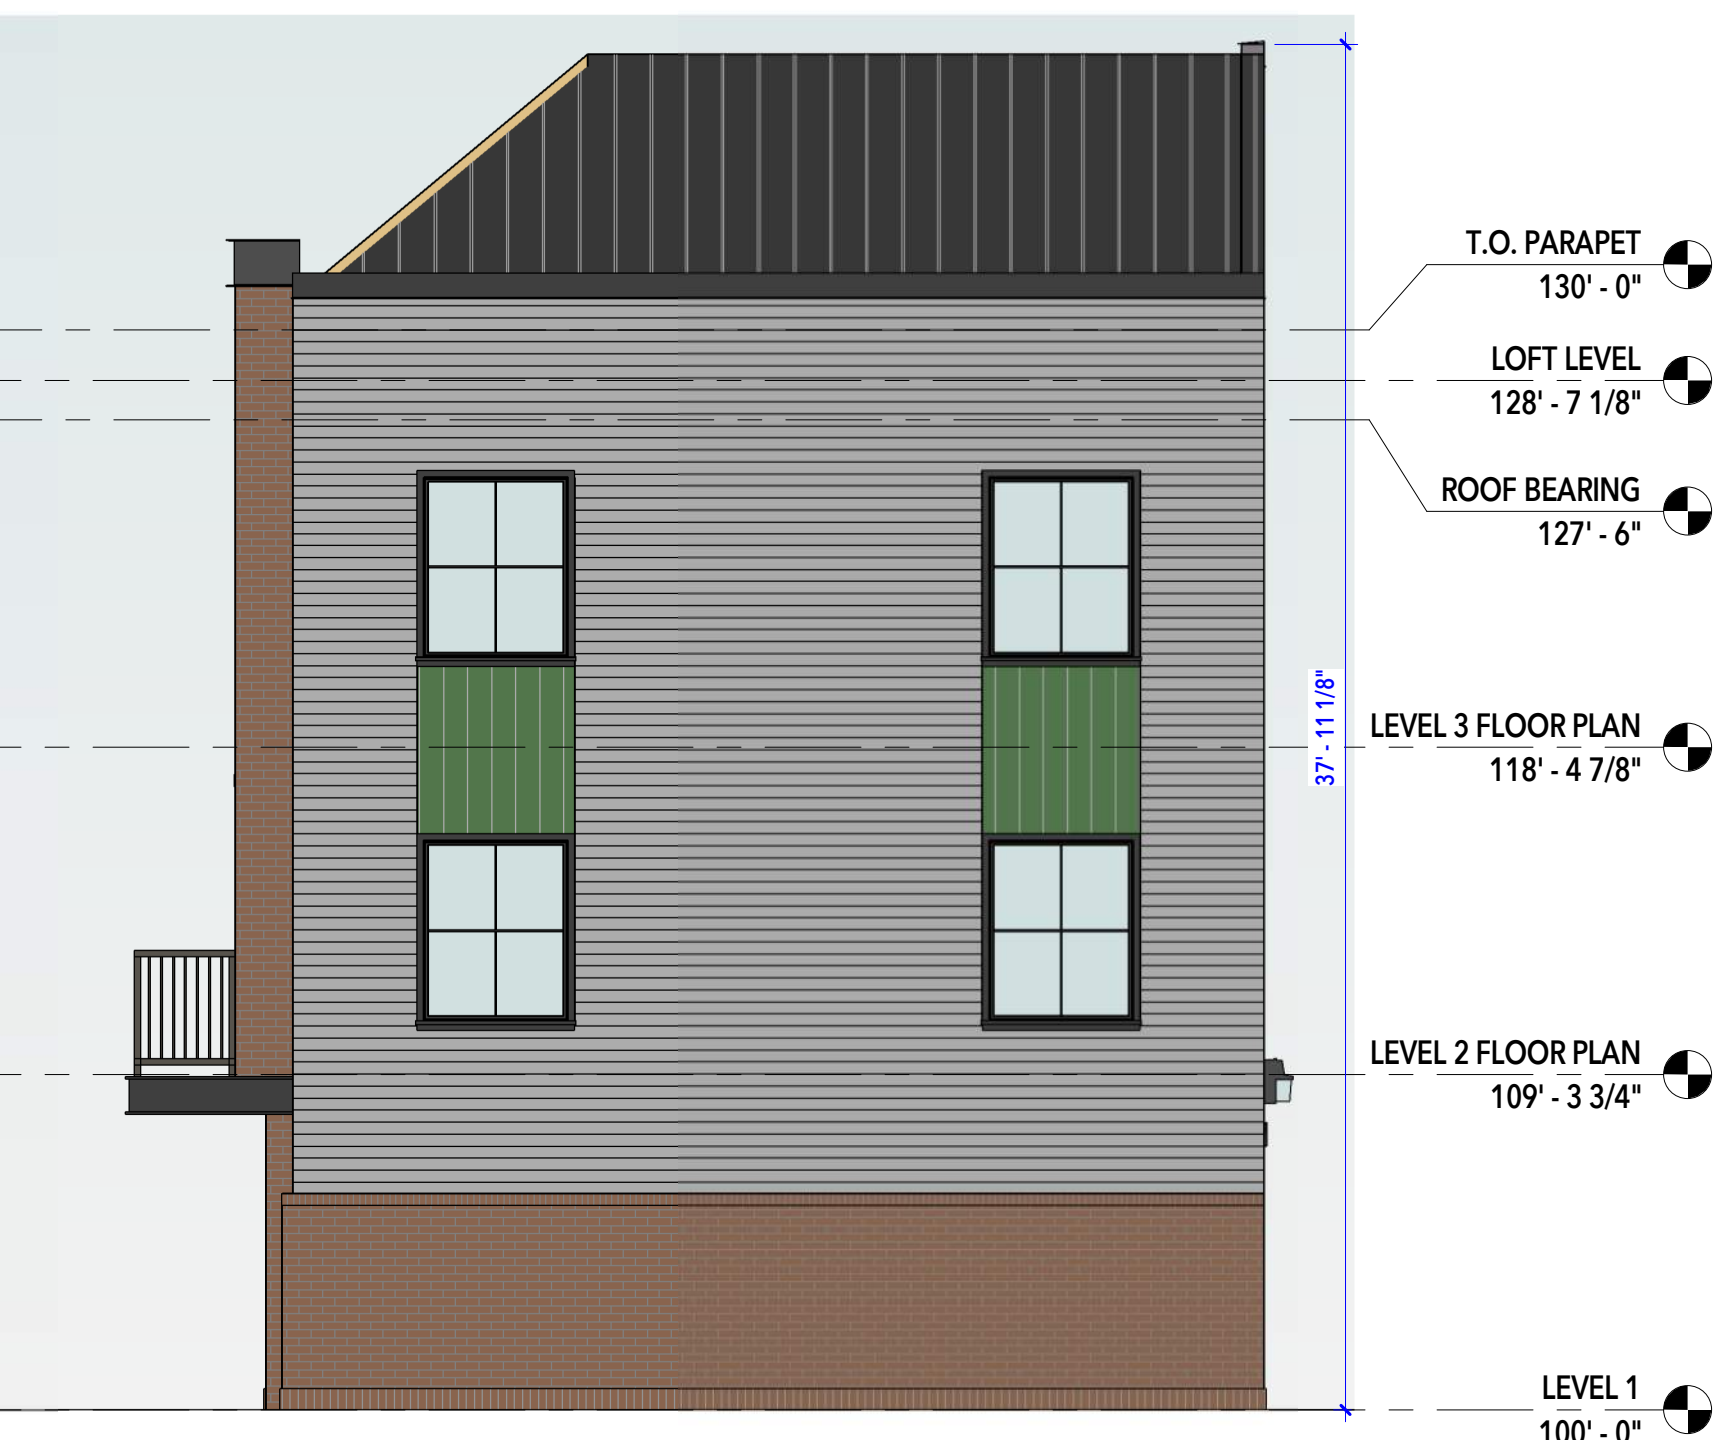 T.O. PARAPET
130' - 0"
LOFT LEVEL
128' - 7 1/8"
ROOF BEARING
127' - 6"
37' - 11 1/8"
LEVEL 3 FLOOR PLAN
118' - 4 7/8"
LEVEL 2 FLOOR PLAN
109' - 3 3/4"
LEVEL 1
100' - 0"